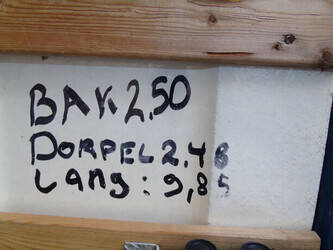 BAK 2,50
DORPEL 2,48
Lang: 9,85